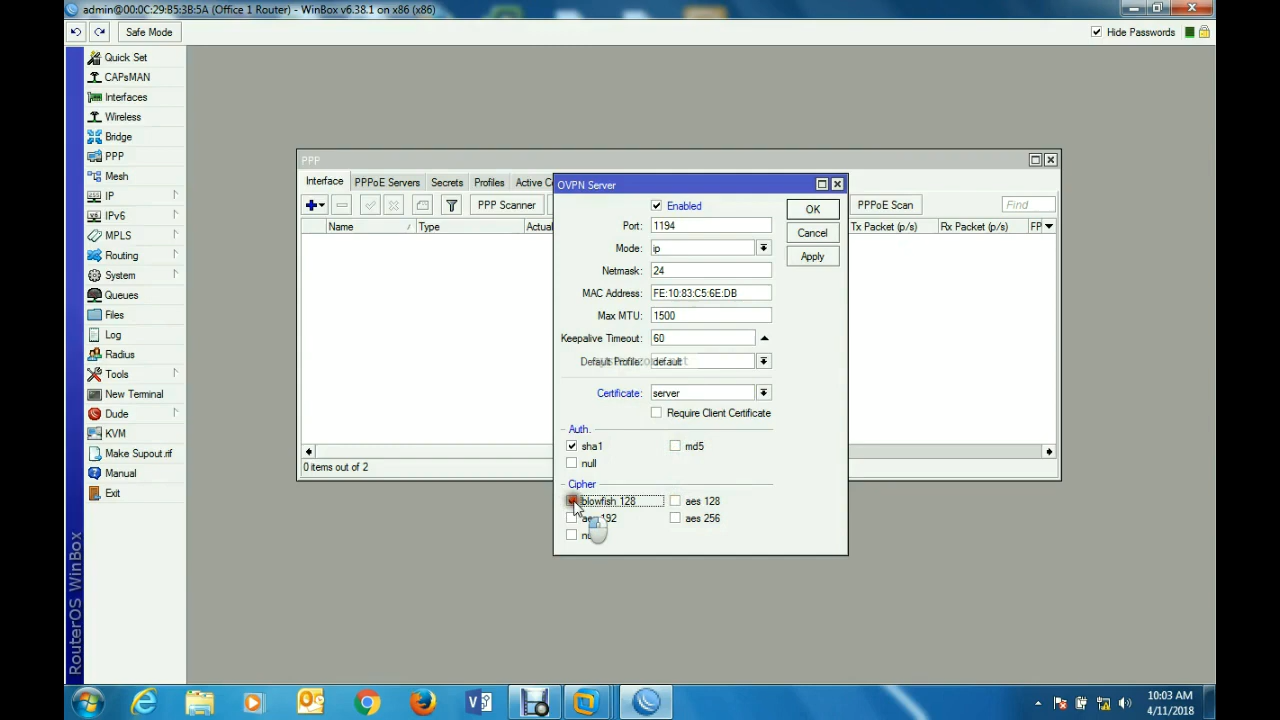 admin@00:0C:29:B5:3B:5A (Office 1 Router) - WinBox v6.38.1 on x86 (x86)
Safe Mode
Hide Passwords
Quick Set
CAPsMAN
Interfaces
Wireless
Bridge
PPP
Mesh
IP
IPv6
MPLS
Routing
System
Queues
Files
Log
Radius
Tools
New Terminal
Dude
KVM
Make Supout.rif
Manual
Exit
RouterOS WinBox
PPP
Interface PPPoE Servers Secrets Profiles Active C
PPP Scanner PPPoE Scan Find
Name Type Actual Tx Packet (p/s) Rx Packet (p/s) FP
0 items out of 2
OVPN Server
Enabled
Port: 1194
Mode: ip
Netmask: 24
MAC Address: FE:10:83:C5:6E:DB
Max MTU: 1500
Keepalive Timeout: 60
Default Profile: default
Certificate: server
Require Client Certificate
Auth.
sha1 md5
null
Cipher
blowfish 128 aes 128
192 aes 256
OK
Cancel
Apply
10:03 AM
4/11/2018